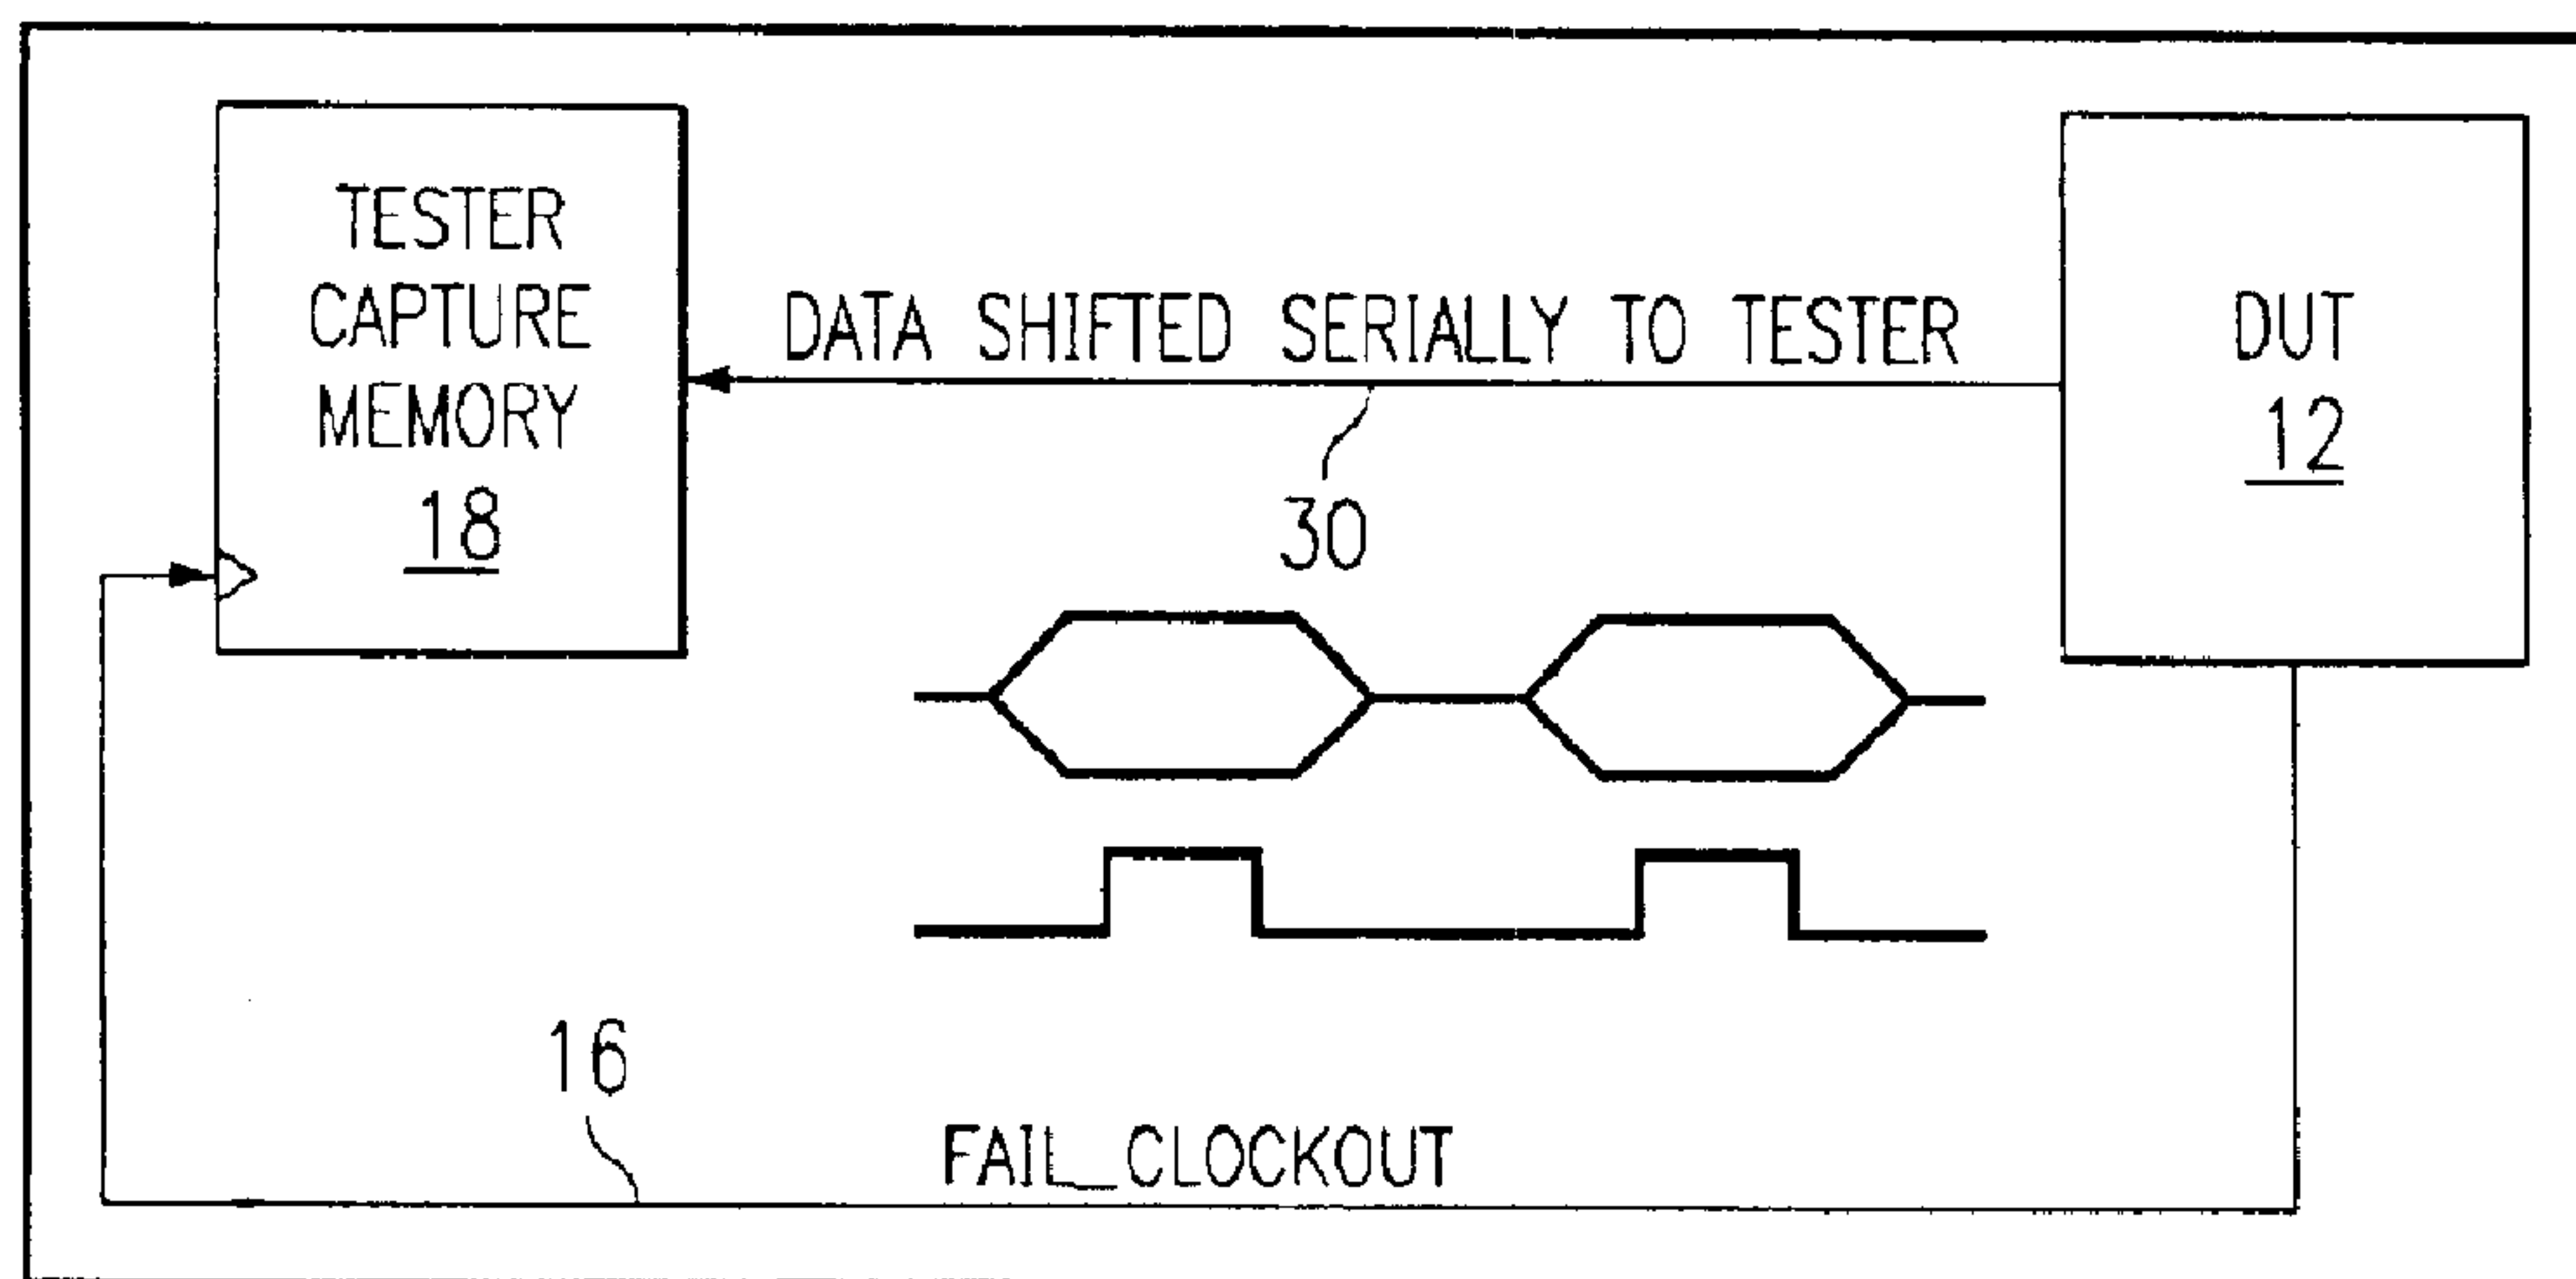 TESTER
CAPTURE
MEMORY
18
DATA SHIFTED SERIALLY TO TESTER
30
DUT
12
16
FAIL_CLOCKOUT